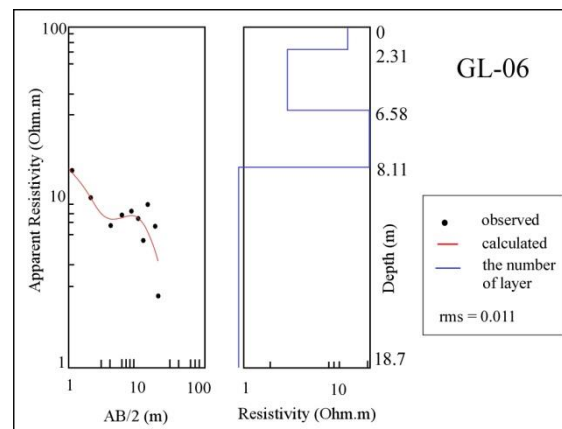 100
10
1
Apparent Resistivity (Ohm.m)
1 10 100
AB/2 (m)
0
2.31
6.58
8.11
18.7
Depth (m)
1 10
Resistivity (Ohm.m)
GL-06
observed
calculated
the number
of layer
rms = 0.011